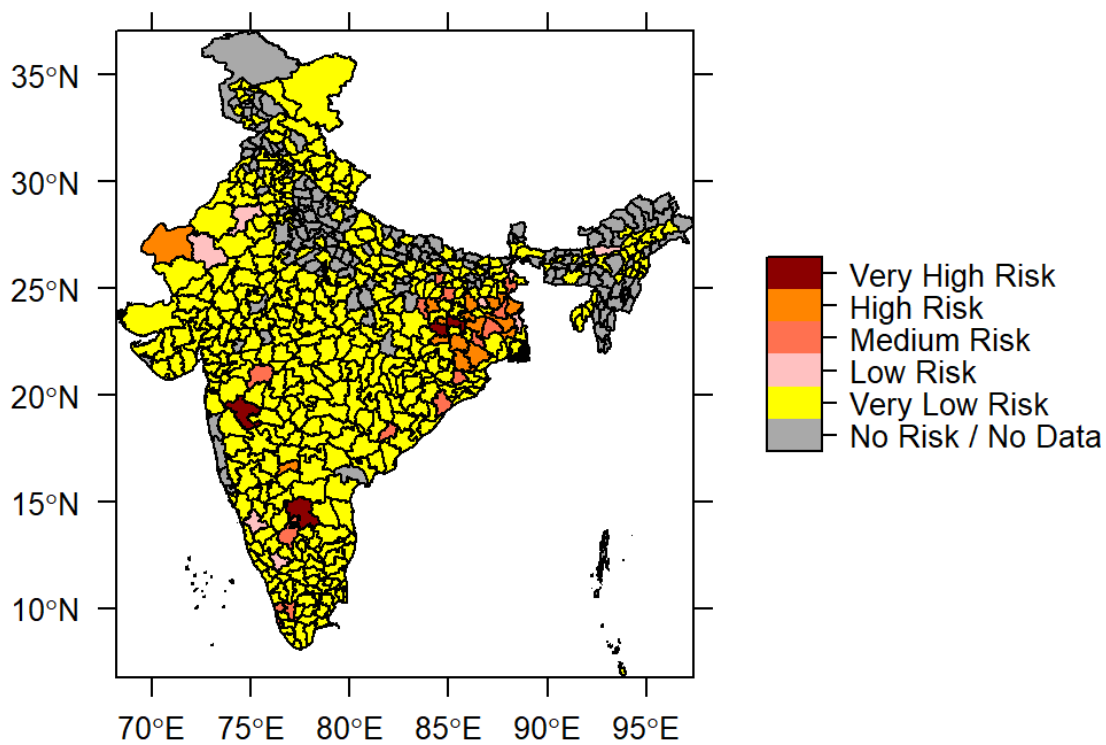 35°N
30°N
25°N
20°N
15°N
10°N
70°E 75°E 80°E 85°E 90°E 95°E
Very High Risk
High Risk
Medium Risk
Low Risk
Very Low Risk
No Risk / No Data